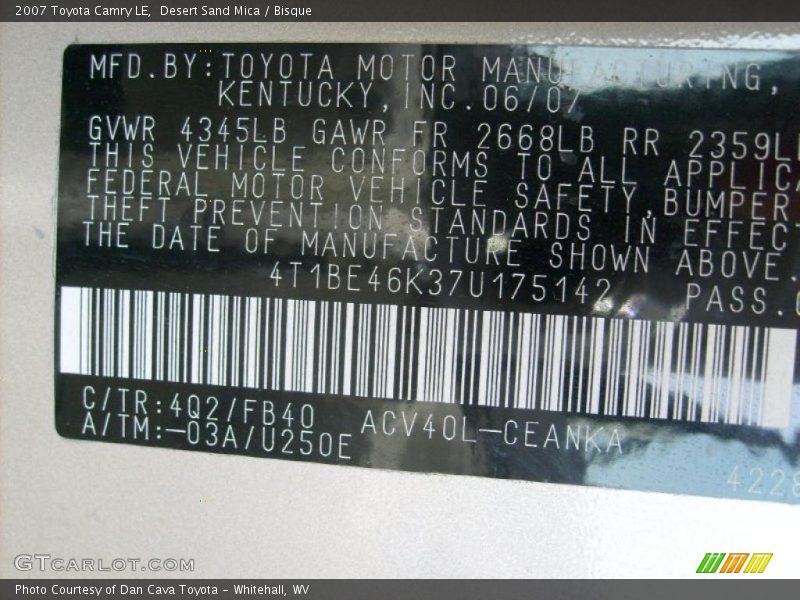 2007 Toyota Camry LE,  Desert Sand Mica / Bisque
MFD.BY:TOYOTA MOTOR MANUFACTURING,
KENTUCKY,INC.06/07
GVWR 4345LB GAWR FR 2668LB RR 2359L
THIS VEHICLE CONFORMS TO ALL APPLIC
FEDERAL MOTOR VEHICLE SAFETY,BUMPER
THEFT PREVENTION STANDARDS IN EFFECT
THE DATE OF MANUFACTURE SHOWN ABOVE.
4T1BE46K37U175142 PASS.
C/TR:4Q2/FB40 ACV40L-CEANKA
A/TM:-03A/U250E
4228
GTCARLOT.COM
Photo Courtesy of Dan Cava Toyota - Whitehall, WV